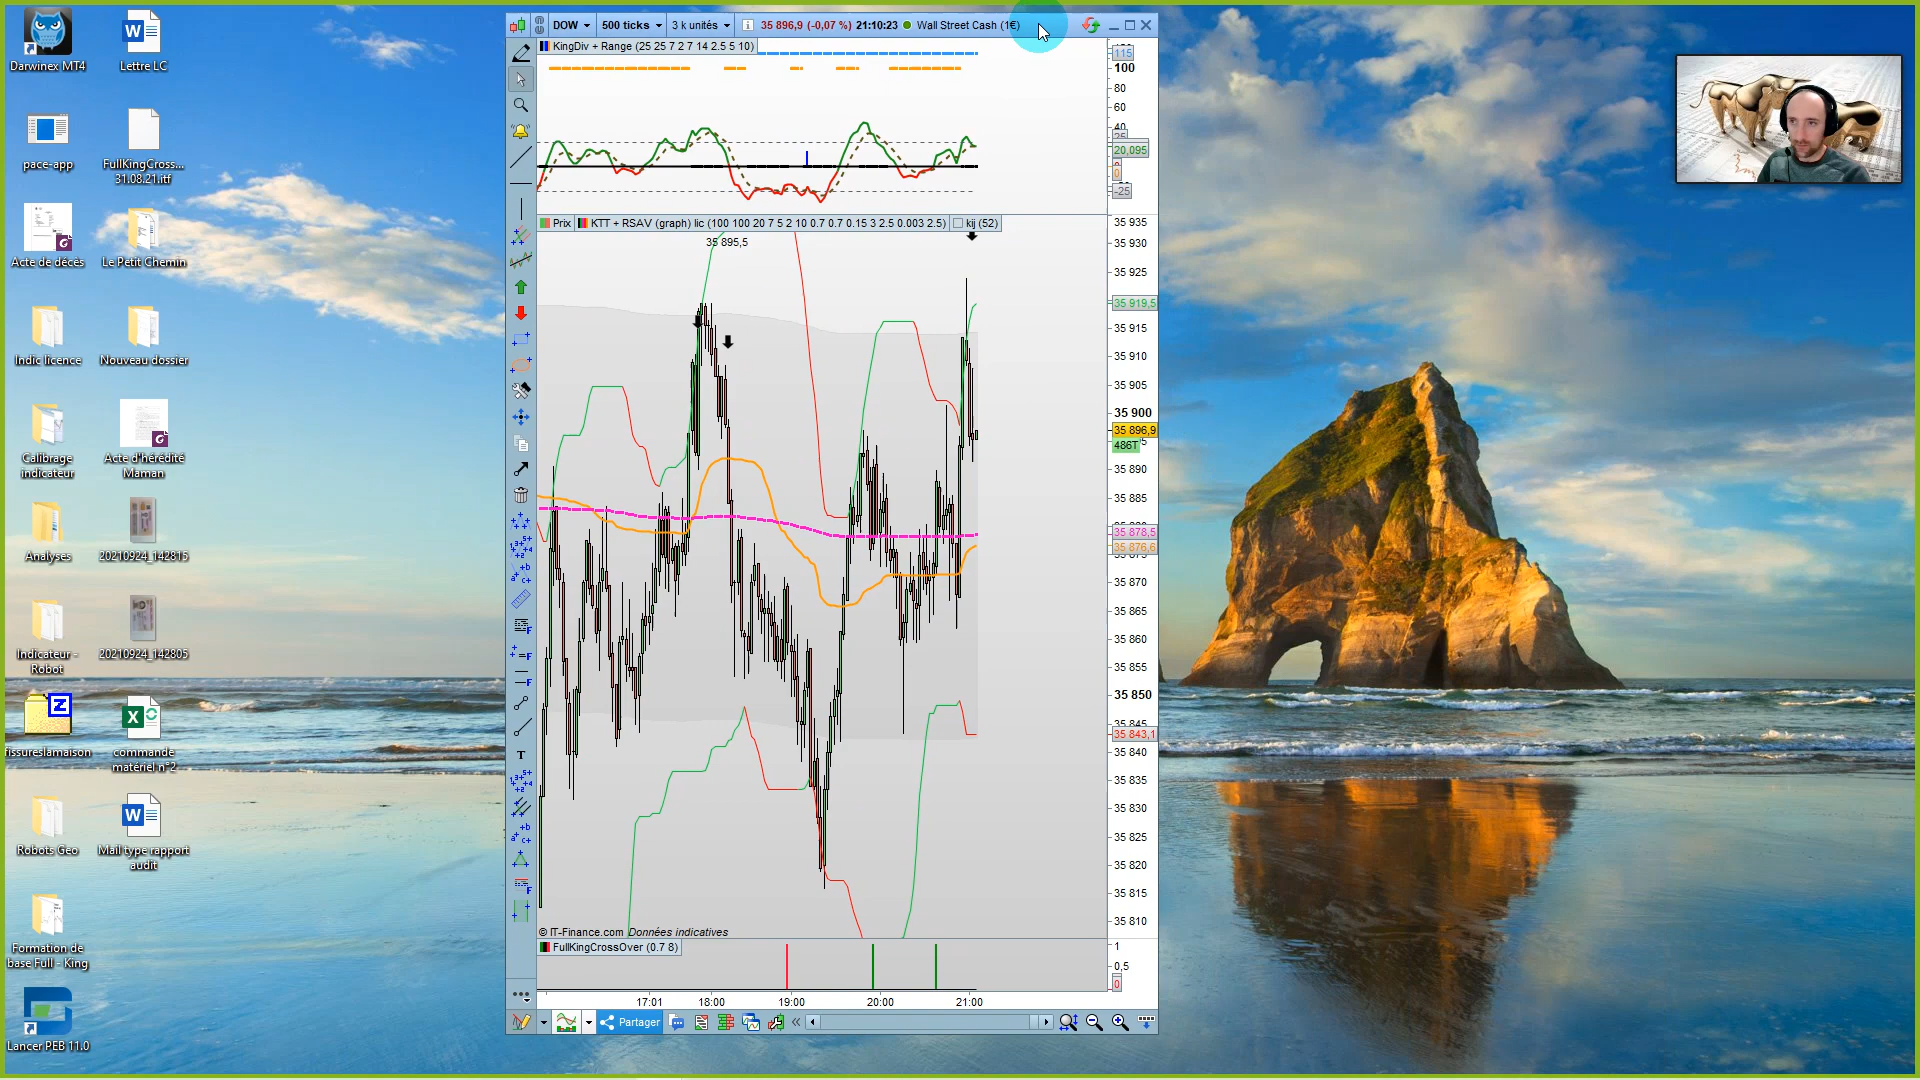 DOW
500 ticks
3 k unités
35 896,9 (-0,07 %) 21:10:23
Wall Street Cash (1€)
KingDiv + Range (25 25 7 2 7 14 2.5 5 10)
115
100
80
60
40
25
20,095
0
0
-25
Prix
KTT + RSAV (graph) lic (100 100 20 7 5 2 10 0.7 0.7 0.15 3 2.5 0.003 2.5)
kij (52)
35 895,5
35 935
35 930
35 925
35 919,5
35 915
35 910
35 905
35 900
35 896,9
486T
35 890
35 885
35 878,5
35 876,6
35 870
35 865
35 860
35 855
35 850
35 845
35 843,1
35 840
35 835
35 830
35 825
35 820
35 815
35 810
© IT-Finance.com Données indicatives
FullKingCrossOver (0.7 8)
1
0,5
0
17:01
18:00
19:00
20:00
21:00
Partager
Darwinex MT4
Lettre LC
pace-app
FullKingCross...
31.08.21.itf
Acte de décès
Le Petit Chemin
Indic licence
Nouveau dossier
Calibrage
indicateur
Acte d'hérédité
Maman
Analyses
20210924_142815
Indicateur -
Robot
20210924_142805
fissureslamaison
commande
matériel n°2
Robots Geo
Mail type rapport
audit
Formation de
base Full - King
Lancer PEB 11.0